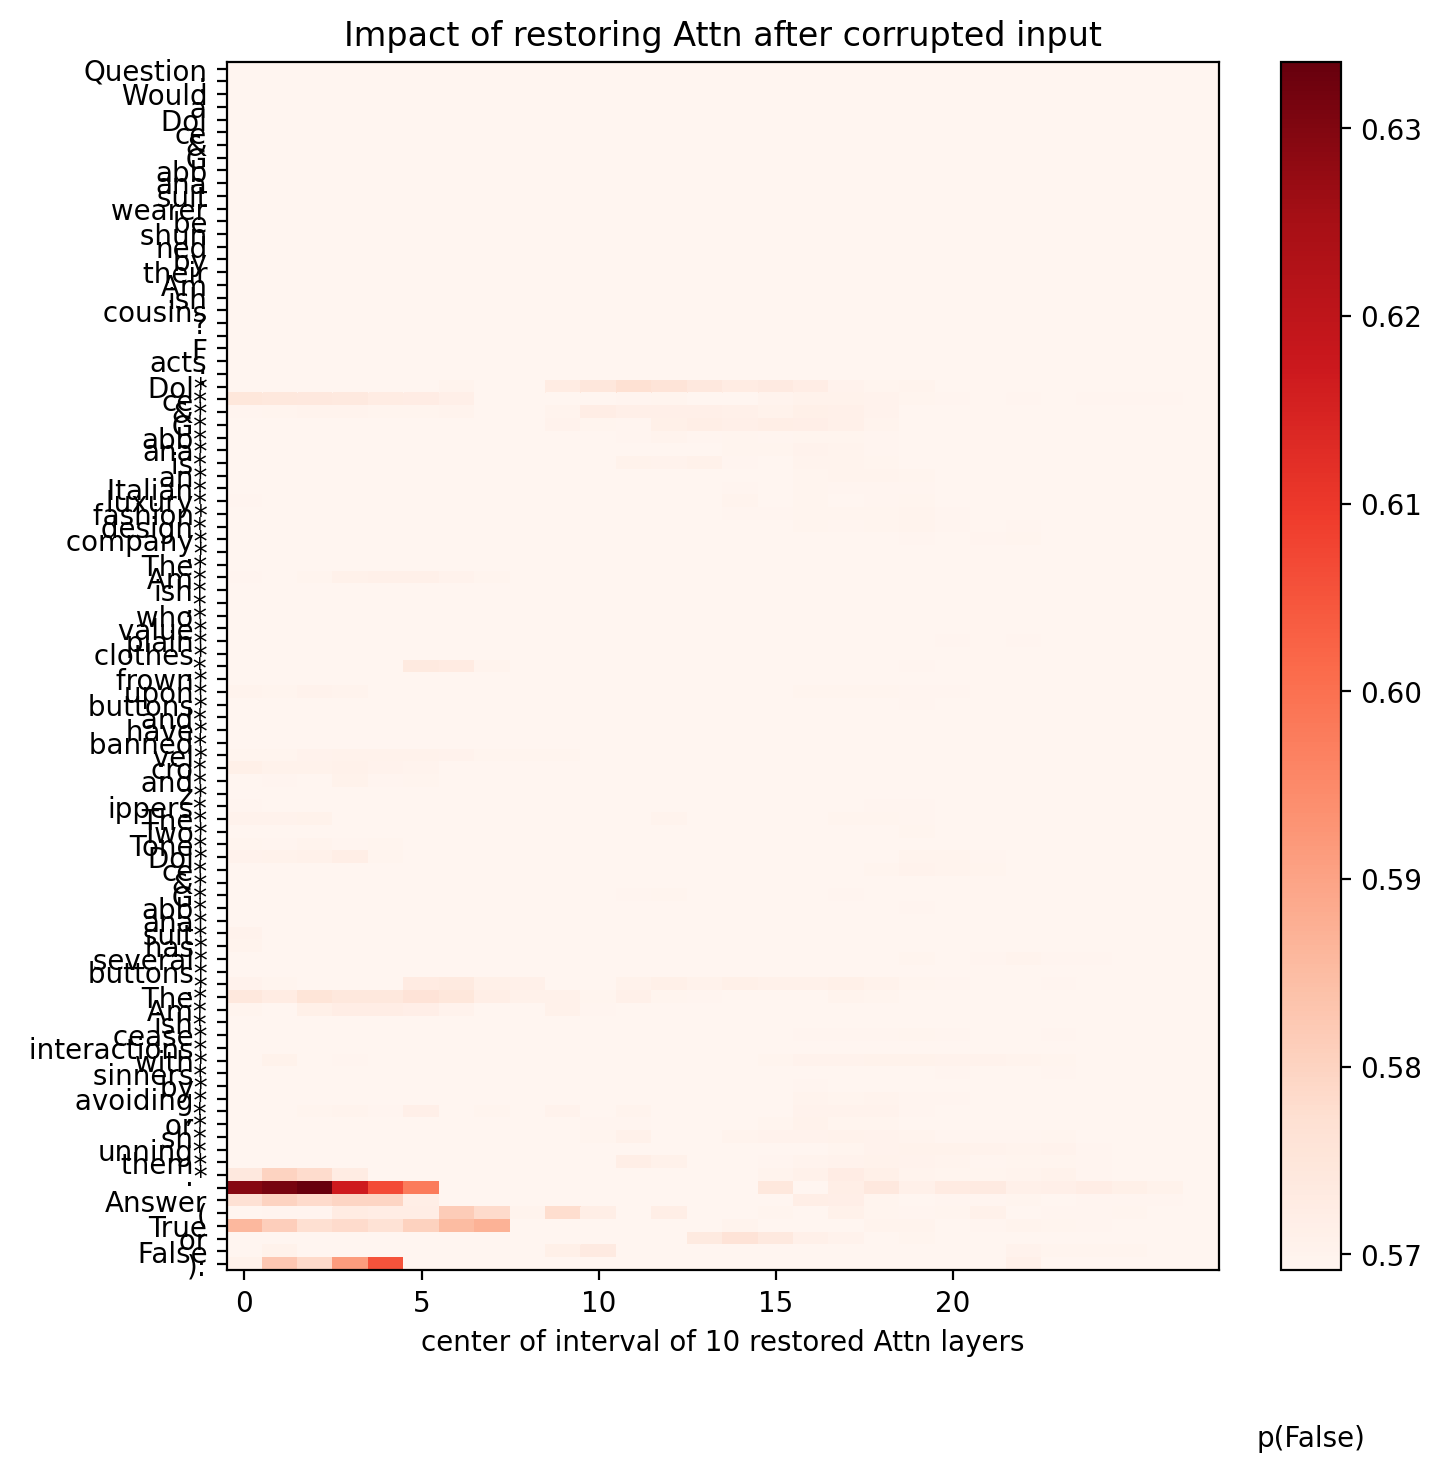 Impact of restoring Attn after corrupted input
Question
:
Would
a
Dol
ce
&
G
abb
ana
suit
wearer
be
shun
ned
by
their
Am
ish
cousins
?
F
acts
:
Dol*
ce*
&*
G*
abb*
ana*
is*
an*
Italian*
luxury*
fashion*
design*
company*
.*
The*
Am*
ish*
,*
who*
value*
plain*
clothes*
,*
frown*
upon*
buttons*
and*
have*
banned*
vel*
cro*
and*
z*
ippers*
.*
The*
Two*
Tone*
Dol*
ce*
&*
G*
abb*
ana*
suit*
has*
several*
buttons*
.*
The*
Am*
ish*
cease*
interactions*
with*
sinners*
by*
avoiding*
,*
or*
sh*
unning*
them*
.*
Answer
(
True
or
False
):
0
5
10
15
20
center of interval of 10 restored Attn layers
0.63
0.62
0.61
0.60
0.59
0.58
0.57
p(False)